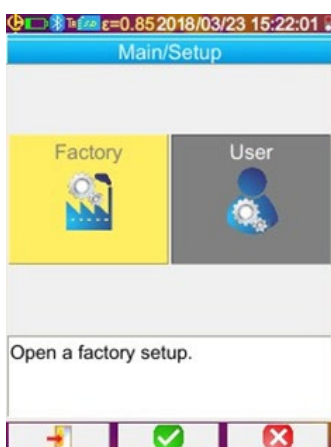 ε=0.85 2018/03/23 15:22:01
Main/Setup
Factory
User
Open a factory setup.